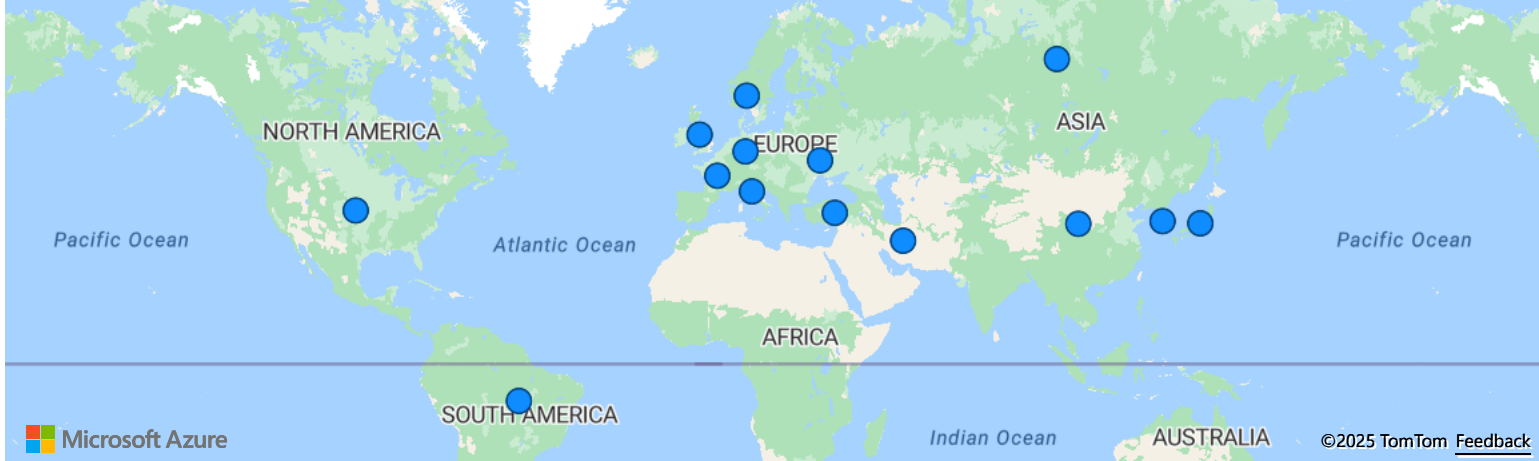 NORTH AMERICA
ASIA
EUROPE
Pacific Ocean
Atlantic Ocean
Pacific Ocean
AFRICA
SOUTH AMERICA
Indian Ocean
AUSTRALIA
Microsoft Azure
©2025 TomTom Feedback